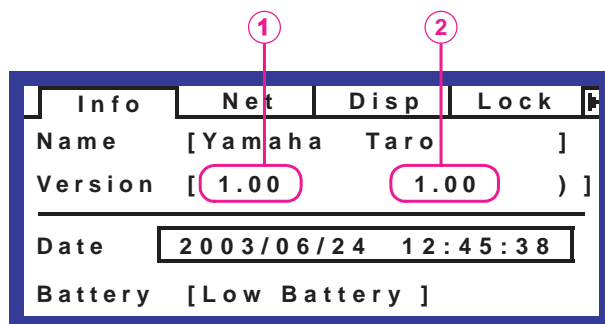 1 2
Info Net Disp Lock
Name [Yamaha Taro ]
Version [ 1.00 1.00 ) ]
Date 2003/06/24 12:45:38
Battery [Low Battery ]